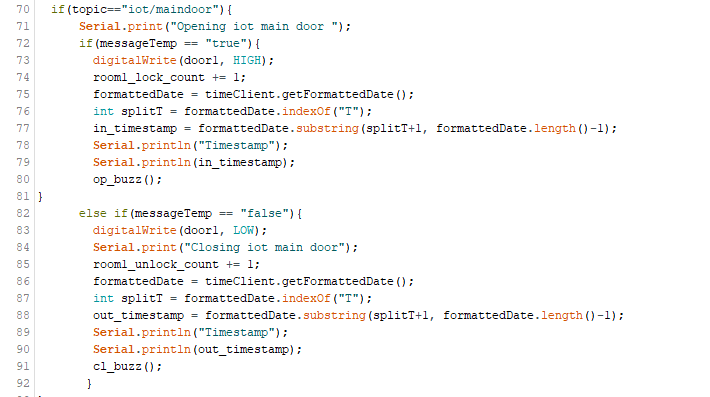 70 if(topic=="iot/maindoor"){
71 Serial.print("Opening iot main door ");
72 if(messageTemp == "true"){
73 digitalWrite(door1, HIGH);
74 room1_lock_count += 1;
75 formattedDate = timeClient.getFormattedDate();
76 int splitT = formattedDate.indexOf("T");
77 in_timestamp = formattedDate.substring(splitT+1, formattedDate.length()-1);
78 Serial.println("Timestamp");
79 Serial.println(in_timestamp);
80 op_buzz();
81 }
82 else if(messageTemp == "false"){
83 digitalWrite(door1, LOW);
84 Serial.print("Closing iot main door");
85 room1_unlock_count += 1;
86 formattedDate = timeClient.getFormattedDate();
87 int splitT = formattedDate.indexOf("T");
88 out_timestamp = formattedDate.substring(splitT+1, formattedDate.length()-1);
89 Serial.println("Timestamp");
90 Serial.println(out_timestamp);
91 cl_buzz();
92 }